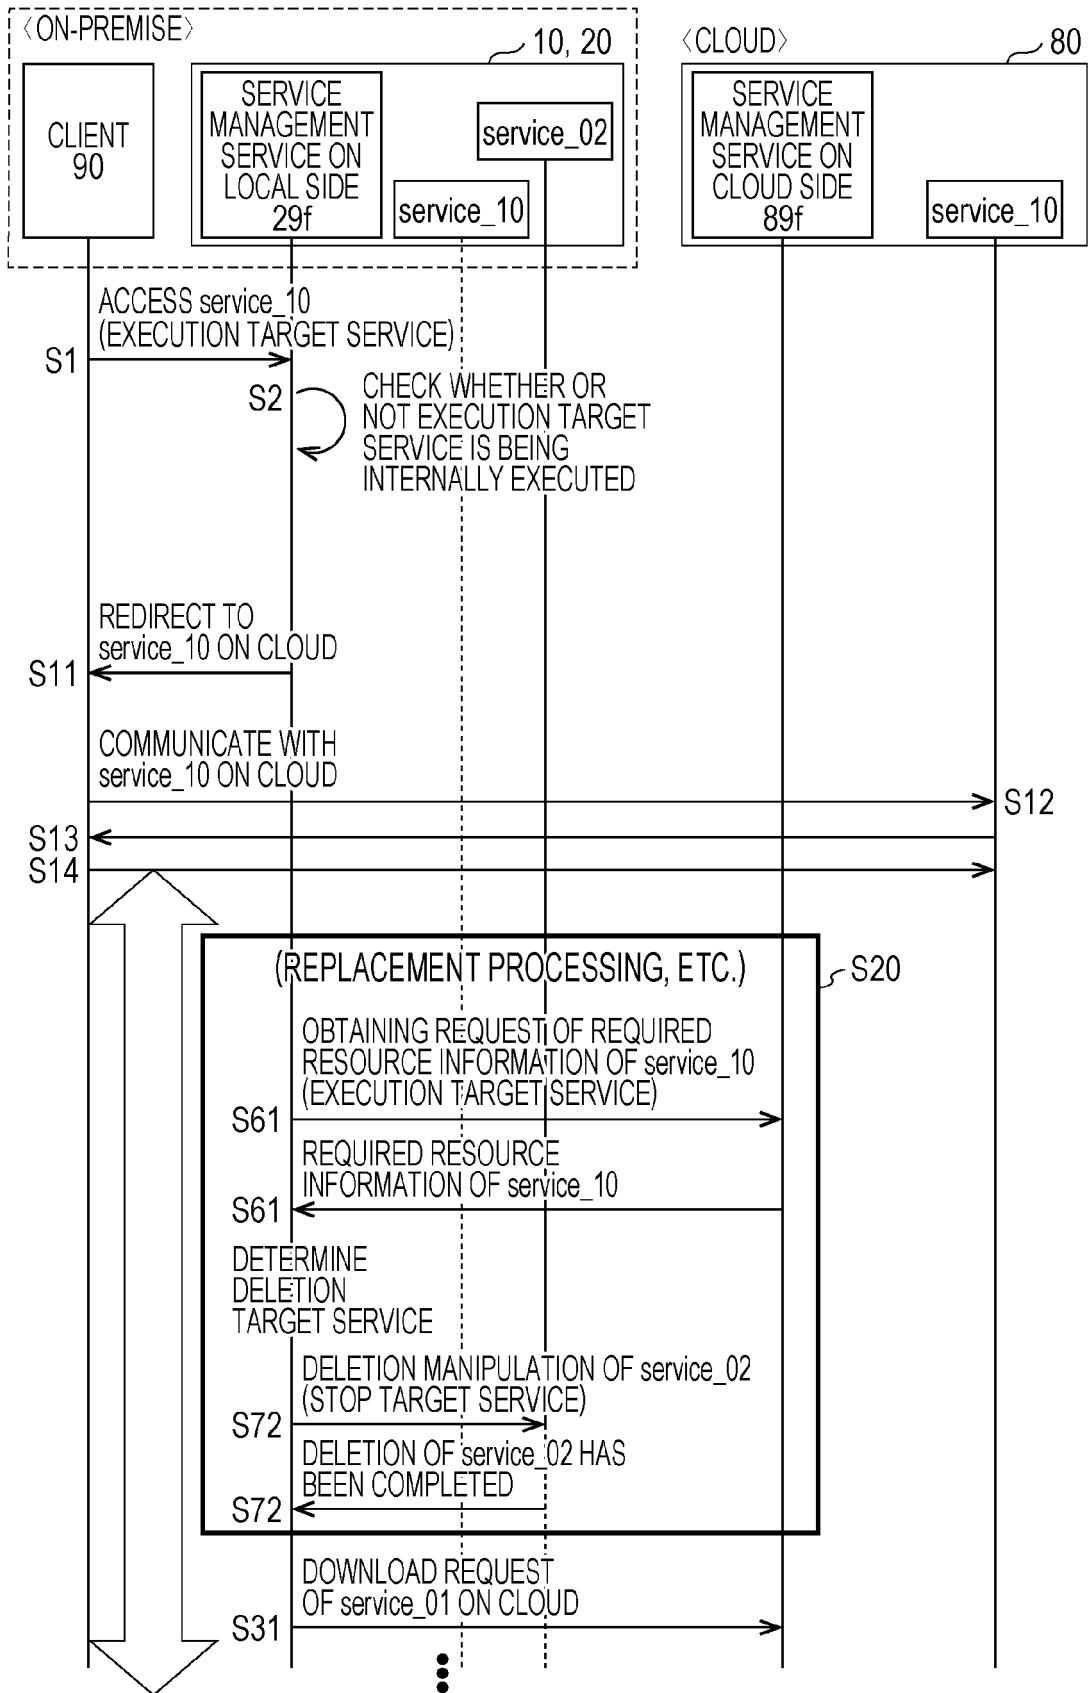 〈ON-PREMISE〉
10, 20
〈CLOUD〉
80
CLIENT
90
SERVICE
MANAGEMENT
SERVICE ON
LOCAL SIDE
29f
service_10
service_02
SERVICE
MANAGEMENT
SERVICE ON
CLOUD SIDE
89f
service_10
ACCESS service_10
(EXECUTION TARGET SERVICE)
S1
S2
CHECK WHETHER OR
NOT EXECUTION TARGET
SERVICE IS BEING
INTERNALLY EXECUTED
REDIRECT TO
service_10 ON CLOUD
S11
COMMUNICATE WITH
service_10 ON CLOUD
S12
S13
S14
(REPLACEMENT PROCESSING, ETC.)
S20
OBTAINING REQUEST OF REQUIRED
RESOURCE INFORMATION OF service_10
(EXECUTION TARGET SERVICE)
S61
REQUIRED RESOURCE
INFORMATION OF service_10
S61
DETERMINE
DELETION
TARGET SERVICE
DELETION MANIPULATION OF service_02
(STOP TARGET SERVICE)
S72
DELETION OF service_02 HAS
BEEN COMPLETED
S72
DOWNLOAD REQUEST
OF service_01 ON CLOUD
S31